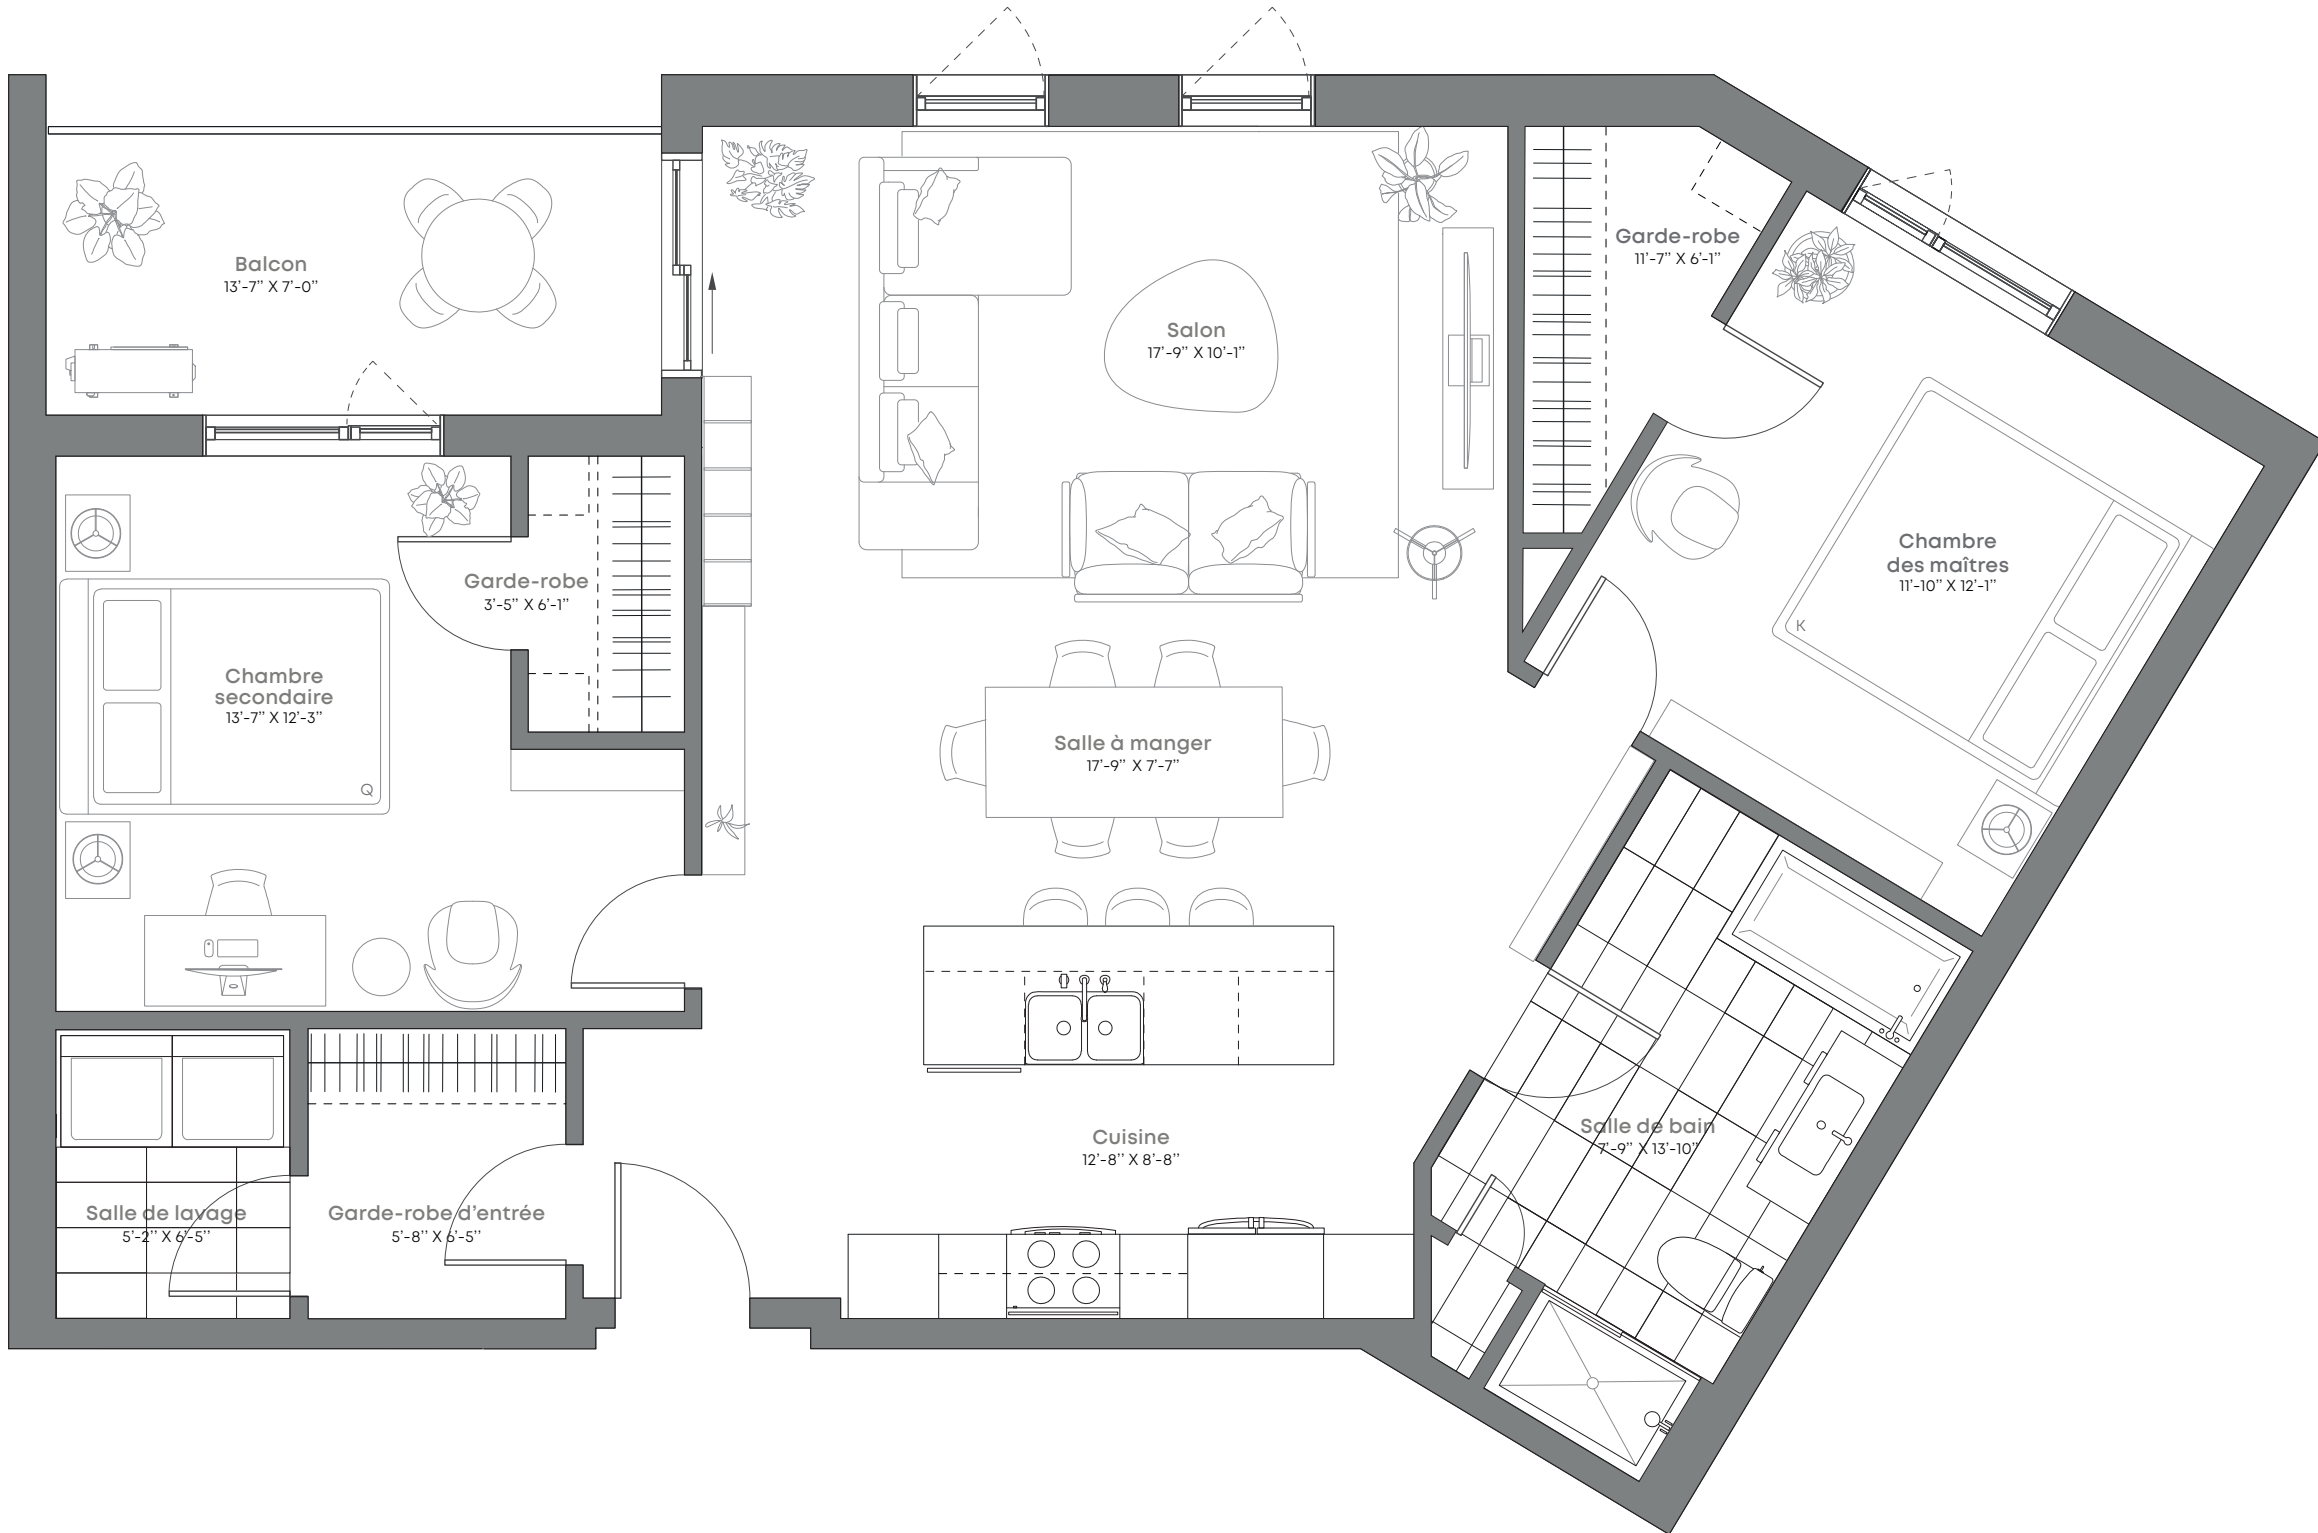 Balcon
13'-7'' X 7'-0''
Garde-robe
11'-7'' X 6'-1''
Salon
17'-9'' X 10'-1''
Chambre
des maîtres
11'-10'' X 12'-1''
K
Garde-robe
3'-5'' X 6'-1''
Chambre
secondaire
13'-7'' X 12'-3''
Q
Salle à manger
17'-9'' X 7'-7''
Cuisine
12'-8'' X 8'-8''
Salle de bain
7'-9'' X 13'-10''
Salle de lavage
5'-2'' X 6'-5''
Garde-robe d'entrée
5'-8'' X 6'-5''